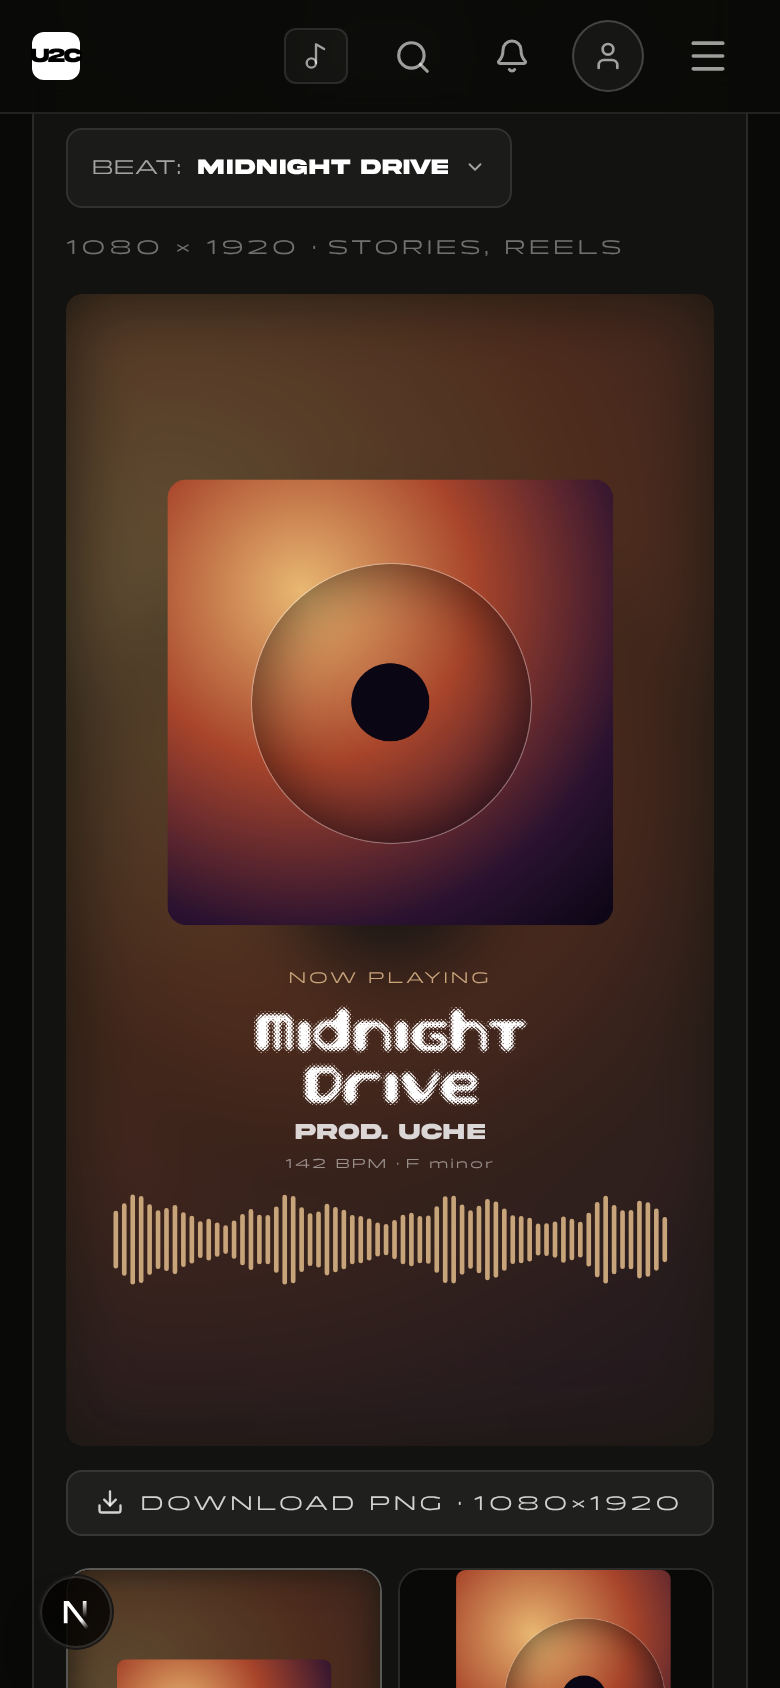 U2C
BEAT: MIDNIGHT DRIVE
1080 × 1920 · STORIES, REELS
NOW PLAYING
Midnight
Drive
PROD. UCHE
142 BPM · F minor
DOWNLOAD PNG · 1080×1920
N